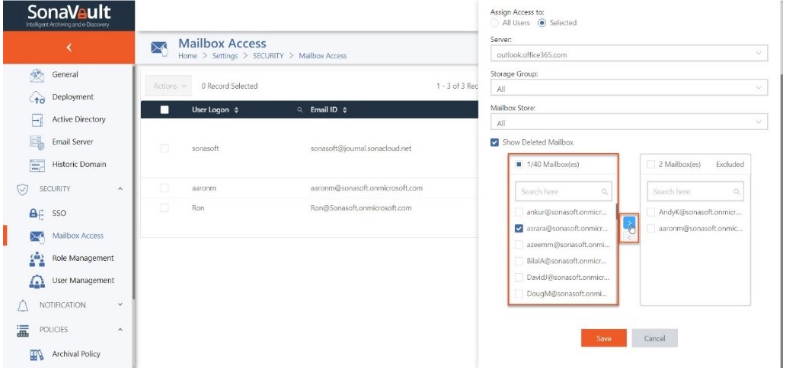 SonaVault
Intelligent Archiving and e-Discovery
General
Deployment
Active Directory
Email Server
Historic Domain
SECURITY
SSO
Mailbox Access
Role Management
User Management
NOTIFICATION
POLICIES
Archival Policy
Mailbox Access
Home > Settings > SECURITY > Mailbox Access
Actions
0 Record Selected
1 - 3 of 3 Rec
User Logon
Email ID
sonasoft
sonasoft@journal.sonacloud.net
aaronm
aaronm@sonasoft.onmicrosoft.com
Ron
Ron@Sonasoft.onmicrosoft.com
Assign Access to:
All Users
Selected
Server:
outlook.office365.com
Storage Group:
All
Mailbox Store:
All
Show Deleted Mailbox
1/40 Mailbox(es)
Search here
ankur@sonasoft.onmicr...
asrara@sonasoft.onmicr...
azeemm@sonasoft.onmi...
BilalA@sonasoft.onmicr...
DavidJ@sonasoft.onmicr...
DougM@sonasoft.onmi...
2 Mailbox(es) Excluded
Search here
AndyK@sonasoft.onmicr...
aaronm@sonasoft.onmic...
Save
Cancel